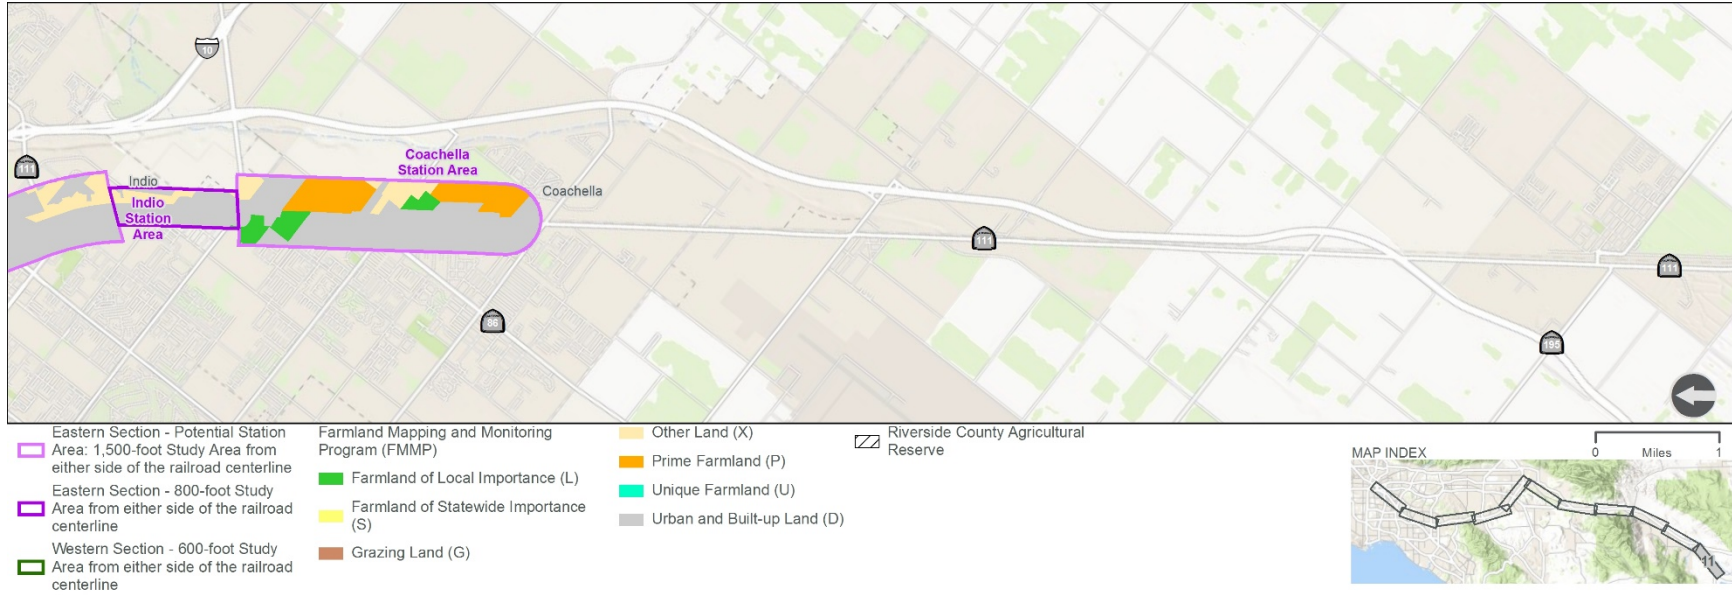 10
111
Coachella
Station Area
Indio
Indio
Station
Area
Coachella
111
111
86
195
Eastern Section - Potential Station
Area: 1,500-foot Study Area from
either side of the railroad centerline
Eastern Section - 800-foot Study
Area from either side of the railroad
centerline
Western Section - 600-foot Study
Area from either side of the railroad
centerline
Farmland Mapping and Monitoring
Program (FMMP)
Farmland of Local Importance (L)
Farmland of Statewide Importance
(S)
Grazing Land (G)
Other Land (X)
Prime Farmland (P)
Unique Farmland (U)
Urban and Built-up Land (D)
Riverside County Agricultural
Reserve
MAP INDEX
0 Miles 1
11